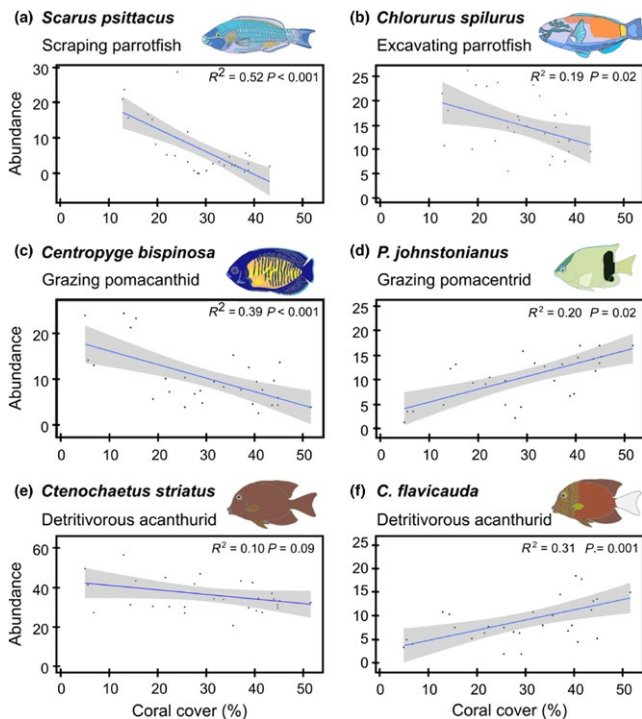 (a) Scarus psittacus
Scraping parrotfish
R² = 0.52 P < 0.001
30
20
10
0
Abundance
0 10 20 30 40 50
(b) Chlorurus spilurus
Excavating parrotfish
R² = 0.19 P = 0.02
25
20
15
10
5
0
0 10 20 30 40 50
(c) Centropyge bispinosa
Grazing pomacanthid
R² = 0.39 P < 0.001
20
10
0
Abundance
0 10 20 30 40 50
(d) P. johnstonianus
Grazing pomacentrid
R² = 0.20 P = 0.02
25
20
15
10
5
0
0 10 20 30 40 50
(e) Ctenochaetus striatus
Detritivorous acanthurid
R² = 0.10 P = 0.09
60
40
20
0
Abundance
0 10 20 30 40 50
Coral cover (%)
(f) C. flavicauda
Detritivorous acanthurid
R² = 0.31 P.= 0.001
25
20
15
10
5
0
0 10 20 30 40 50
Coral cover (%)